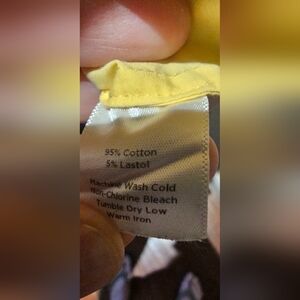 95% Cotton
5% Lastol
Machine Wash Cold
Non-Chlorine Bleach
Tumble Dry Low
Warm Iron